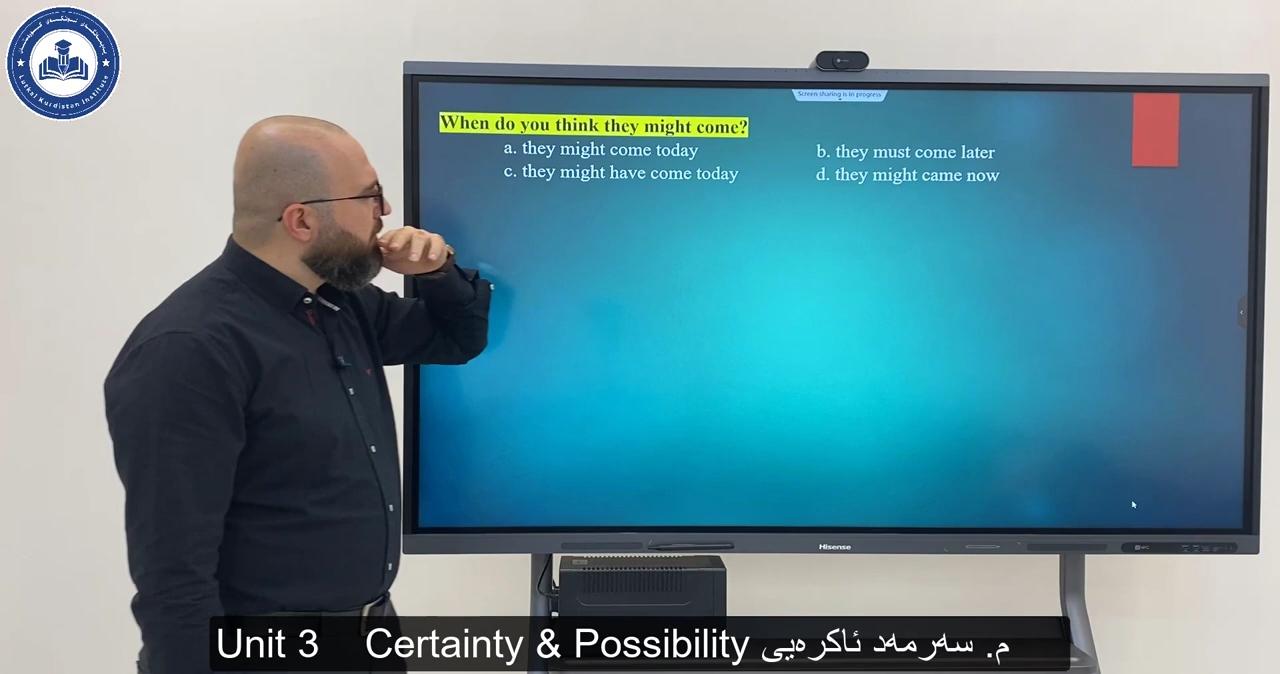 Lutkaj Kurdistan Institute
Screen sharing is in progress
When do you think they might come?
a. they might come today b. they must come later
c. they might have come today d. they might came now
Hisense
Unit 3 Certainty & Possibility م. سەرمەد ئاکرەیی